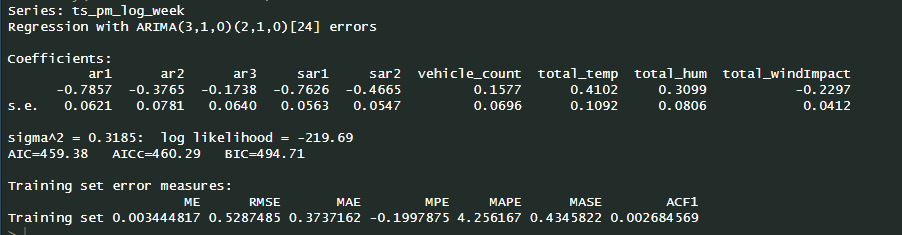 Series: ts_pm_log_week
Regression with ARIMA(3,1,0)(2,1,0)[24] errors
Coefficients:
ar1 ar2 ar3 sar1 sar2 vehicle_count total_temp total_hum total_windImpact
-0.7857 -0.3765 -0.1738 -0.7626 -0.4665 0.1577 0.4102 0.3099 -0.2297
s.e. 0.0621 0.0781 0.0640 0.0563 0.0547 0.0696 0.1092 0.0806 0.0412
sigma^2 = 0.3185: log likelihood = -219.69
AIC=459.38 AICc=460.29 BIC=494.71
Training set error measures:
ME RMSE MAE MPE MAPE MASE ACF1
Training set 0.003444817 0.5287485 0.3737162 -0.1997875 4.256167 0.4345822 0.002684569
>